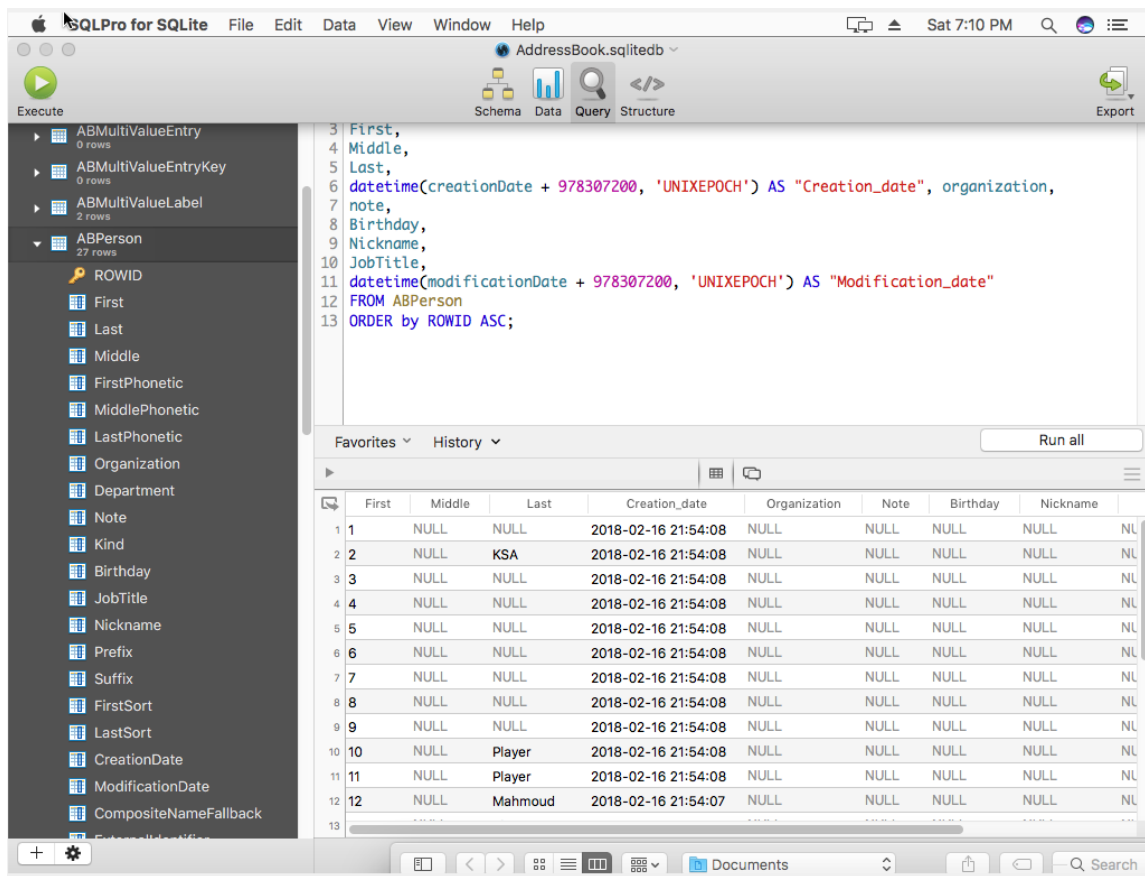 SQLPro for SQLite File Edit Data View Window Help Sat 7:10 PM
AddressBook.sqlitedb
Execute Schema Data Query Structure Export
ABMultiValueEntry
0 rows
ABMultiValueEntryKey
0 rows
ABMultiValueLabel
2 rows
ABPerson
27 rows
ROWID
First
Last
Middle
FirstPhonetic
MiddlePhonetic
LastPhonetic
Organization
Department
Note
Kind
Birthday
JobTitle
Nickname
Prefix
Suffix
FirstSort
LastSort
CreationDate
ModificationDate
CompositeNameFallback
3 First,
4 Middle,
5 Last,
6 datetime(creationDate + 978307200, 'UNIXEPOCH') AS "Creation_date", organization,
7 note,
8 Birthday,
9 Nickname,
10 JobTitle,
11 datetime(modificationDate + 978307200, 'UNIXEPOCH') AS "Modification_date"
12 FROM ABPerson
13 ORDER by ROWID ASC;
Favorites History Run all
First Middle Last Creation_date Organization Note Birthday Nickname
1 1 NULL NULL 2018-02-16 21:54:08 NULL NULL NULL NULL NU
2 2 NULL KSA 2018-02-16 21:54:08 NULL NULL NULL NULL NU
3 3 NULL NULL 2018-02-16 21:54:08 NULL NULL NULL NULL NU
4 4 NULL NULL 2018-02-16 21:54:08 NULL NULL NULL NULL NU
5 5 NULL NULL 2018-02-16 21:54:08 NULL NULL NULL NULL NU
6 6 NULL NULL 2018-02-16 21:54:08 NULL NULL NULL NULL NU
7 7 NULL NULL 2018-02-16 21:54:08 NULL NULL NULL NULL NU
8 8 NULL NULL 2018-02-16 21:54:08 NULL NULL NULL NULL NU
9 9 NULL NULL 2018-02-16 21:54:08 NULL NULL NULL NULL NU
10 10 NULL Player 2018-02-16 21:54:08 NULL NULL NULL NULL NU
11 11 NULL Player 2018-02-16 21:54:08 NULL NULL NULL NULL NU
12 12 NULL Mahmoud 2018-02-16 21:54:07 NULL NULL NULL NULL NU
13
Documents Search